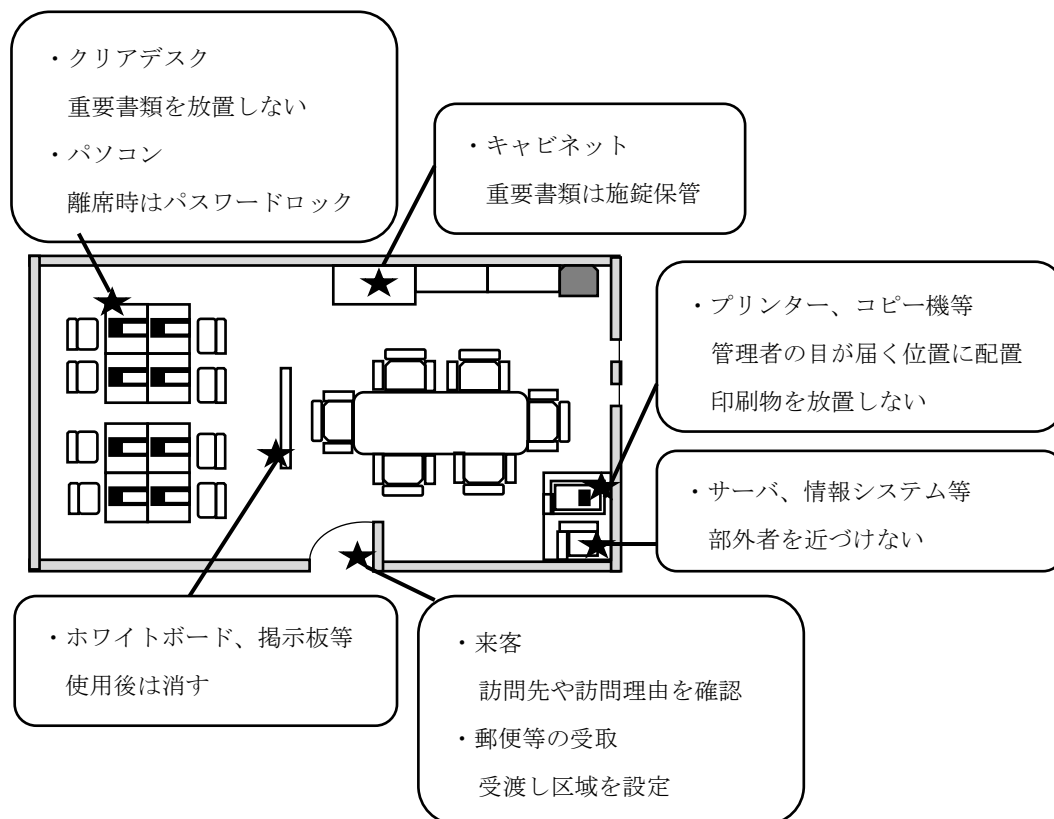 ・クリアデスク
重要書類を放置しない
・パソコン
離席時はパスワードロック
・キャビネット
重要書類は施錠保管
・プリンター、コピー機等
管理者の目が届く位置に配置
印刷物を放置しない
・サーバ、情報システム等
部外者を近づけない
・ホワイトボード、掲示板等
使用後は消す
・来客
訪問先や訪問理由を確認
・郵便等の受取
受渡し区域を設定